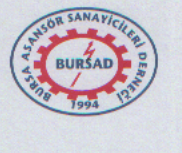 BURSA ASANSÖR SANAYİCİLERİ DERNEĞİ
BURSAD
1994